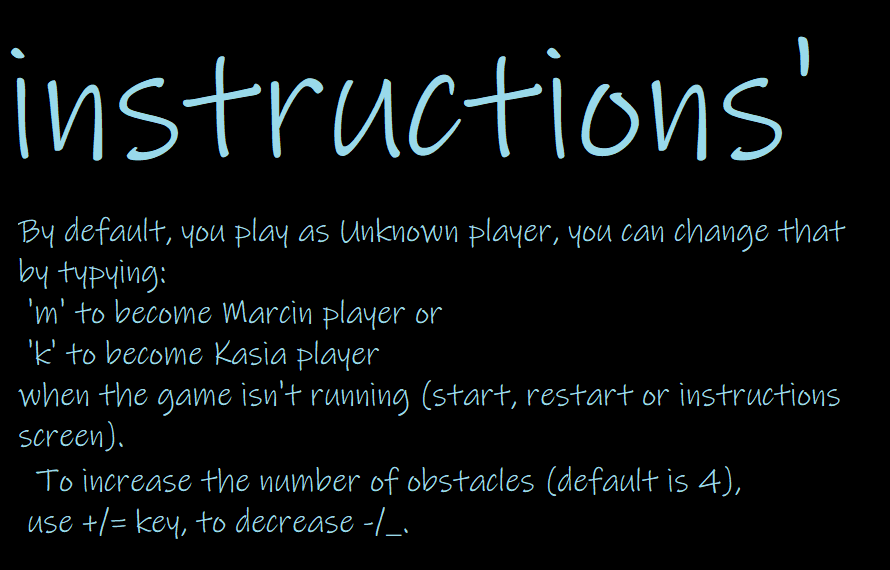 instructions'
By default, you play as Unknown player, you can change that
by typying:
'm' to become Marcin player or
'k' to become Kasia player
when the game isn't running (start, restart or instructions
screen).
To increase the number of obstacles (default is 4),
use +/= key, to decrease -/_.